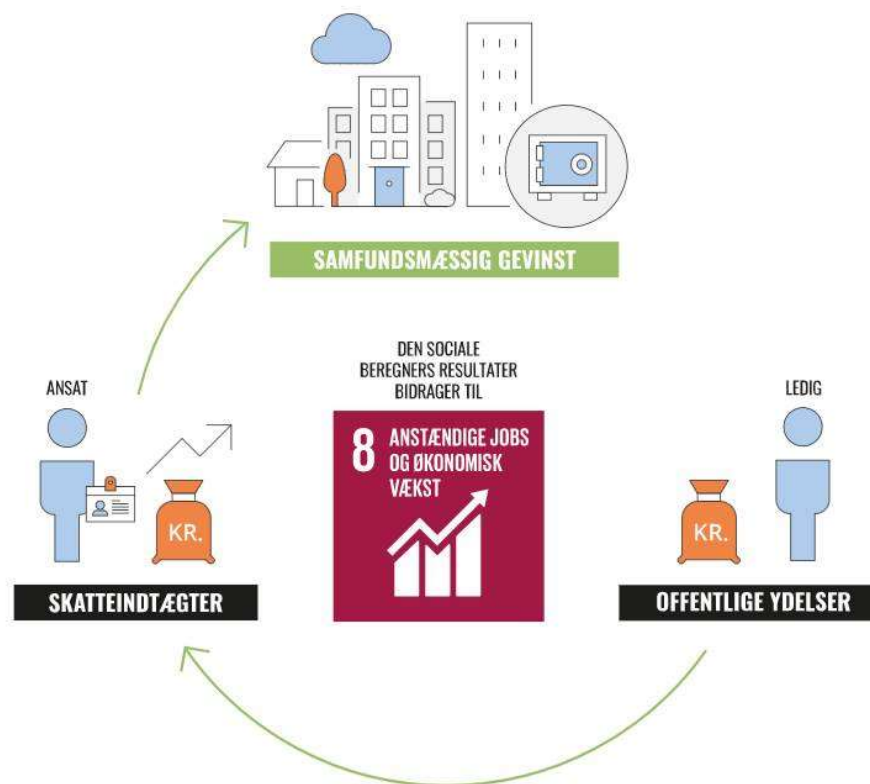 SAMFUNDSMÆSSIG GEVINST
DEN SOCIALE
BEREGNERS RESULTATER
BIDRAGER TIL
ANSAT
LEDIG
8 ANSTÆNDIGE JOBS
OG ØKONOMISK
VÆKST
KR.
KR.
SKATTEINDTÆGTER
OFFENTLIGE YDELSER